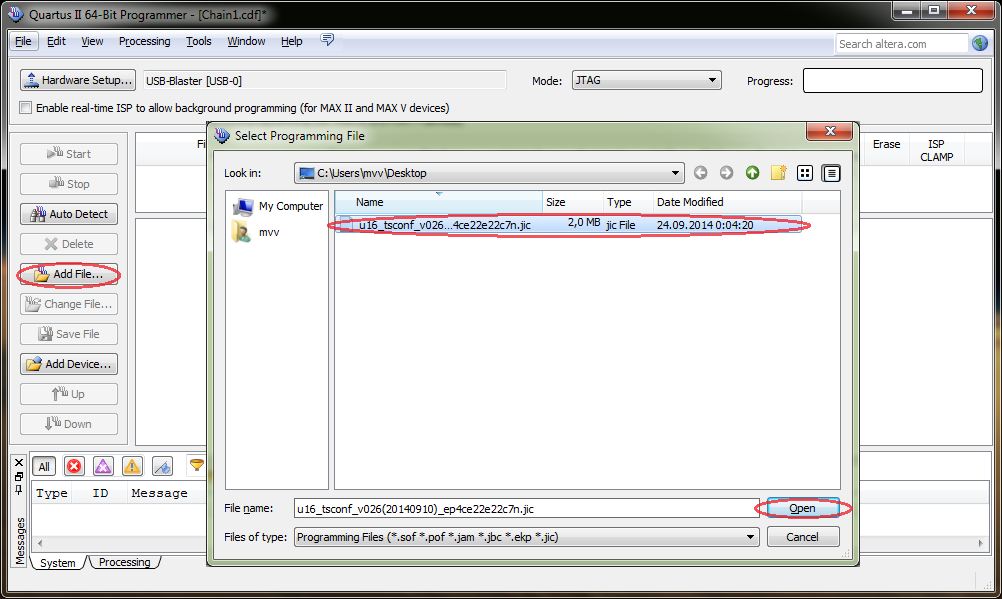 Quartus II 64-Bit Programmer - [Chain1.cdf]*
File Edit View Processing Tools Window Help
Search altera.com
Hardware Setup... USB-Blaster [USB-0] Mode: JTAG Progress:
Enable real-time ISP to allow background programming (for MAX II and MAX V devices)
Start
Stop
Auto Detect
Delete
Add File...
Change File...
Save File
Add Device...
Up
Down
Fi
Erase ISP
CLAMP
Select Programming File
Look in: C:\Users\mvv\Desktop
My Computer
mvv
Name Size Type Date Modified
u16_tsconf_v026...4ce22e22c7n.jic 2,0 MB jic File 24.09.2014 0:04:20
File name: u16_tsconf_v026(20140910)_ep4ce22e22c7n.jic Open
Files of type: Programming Files (*.sof *.pof *.jam *.jbc *.ekp *.jic) Cancel
All
Type ID Message
Messages
System Processing